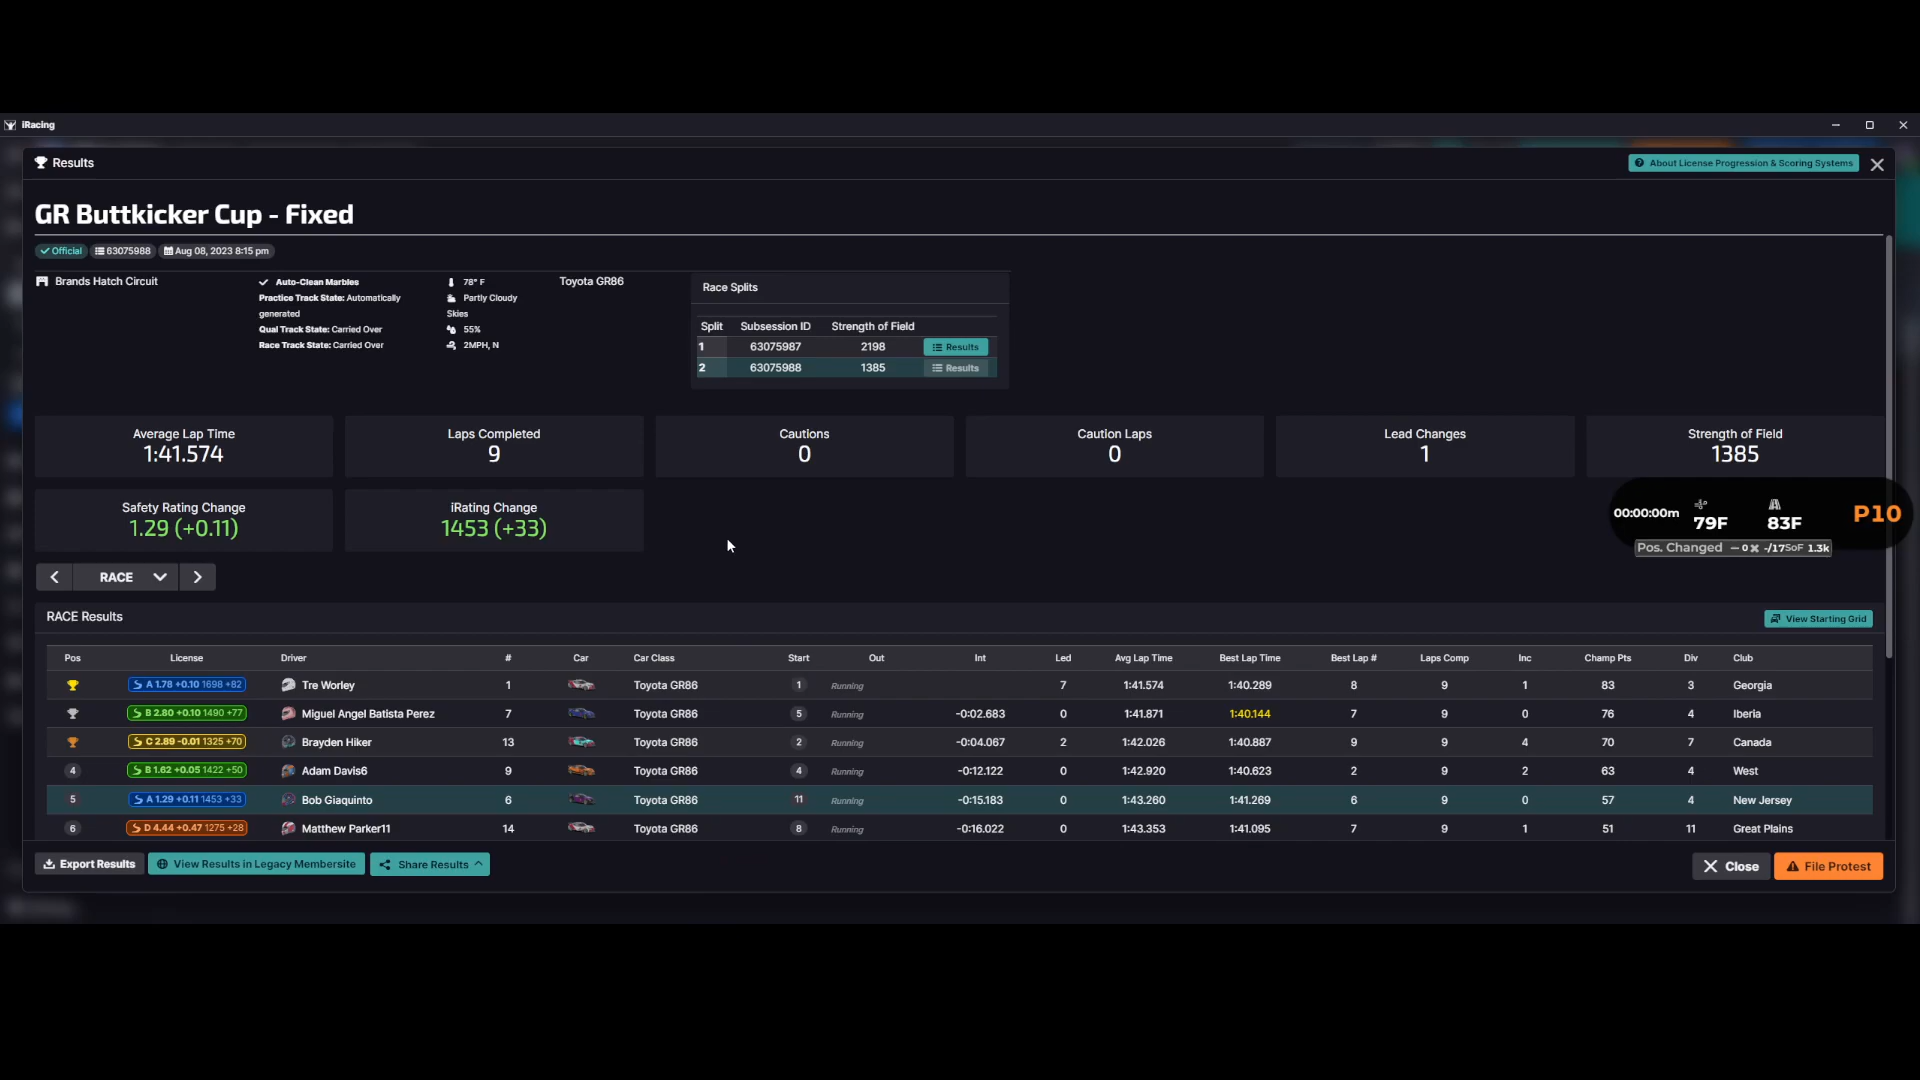 iRacing
Results
About License Progression & Scoring Systems
GR Buttkicker Cup - Fixed
Official 63075988 Aug 08, 2023 8:15 pm
Brands Hatch Circuit
Auto-Clean Marbles
Practice Track State: Automatically
generated
Qual Track State: Carried Over
Race Track State: Carried Over
78° F
Partly Cloudy
Skies
55%
2MPH, N
Toyota GR86
Race Splits
Split Subsession ID Strength of Field
1 63075987 2198 Results
2 63075988 1385 Results
Average Lap Time
1:41.574
Laps Completed
9
Cautions
0
Caution Laps
0
Lead Changes
1
Strength of Field
1385
Safety Rating Change
1.29 (+0.11)
iRating Change
1453 (+33)
00:00:00m 79F 83F P10
Pos. Changed – 0 -/17 SoF 1.3k
RACE
RACE Results
View Starting Grid
Pos License Driver # Car Car Class Start Out Int Led Avg Lap Time Best Lap Time Best Lap # Laps Comp Inc Champ Pts Div Club
A 1.78 +0.10 1698 +82 Tre Worley 1 Toyota GR86 1 Running 7 1:41.574 1:40.289 8 9 1 83 3 Georgia
B 2.80 +0.10 1490 +77 Miguel Angel Batista Perez 7 Toyota GR86 5 Running -0:02.683 0 1:41.871 1:40.144 7 9 0 76 4 Iberia
C 2.89 -0.01 1325 +70 Brayden Hiker 13 Toyota GR86 2 Running -0:04.067 2 1:42.026 1:40.887 9 9 4 70 7 Canada
4 B 1.62 +0.05 1422 +50 Adam Davis6 9 Toyota GR86 4 Running -0:12.122 0 1:42.920 1:40.623 2 9 2 63 4 West
5 A 1.29 +0.11 1453 +33 Bob Giaquinto 6 Toyota GR86 11 Running -0:15.183 0 1:43.260 1:41.269 6 9 0 57 4 New Jersey
6 D 4.44 +0.47 1275 +28 Matthew Parker11 14 Toyota GR86 8 Running -0:16.022 0 1:43.353 1:41.095 7 9 1 51 11 Great Plains
Export Results View Results in Legacy Membersite Share Results
Close File Protest